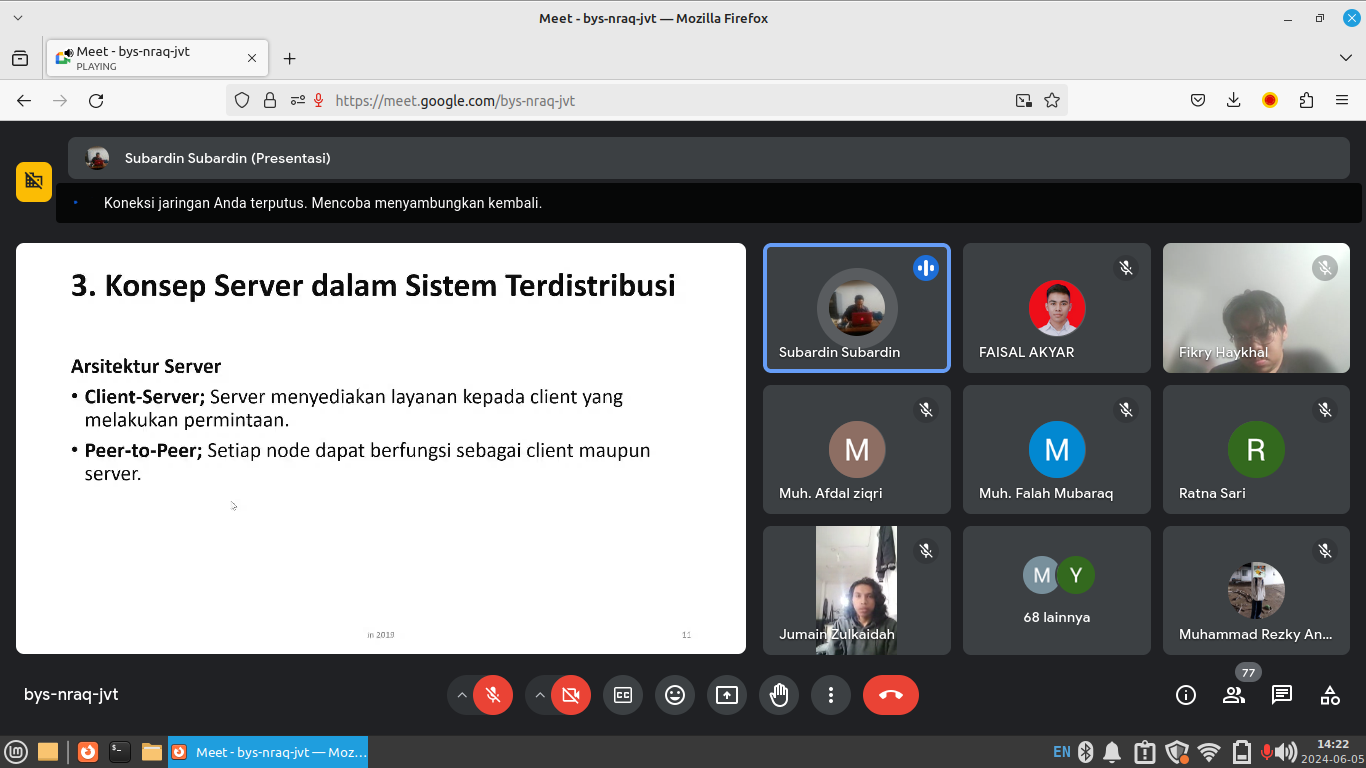 Meet - bys-nraq-jvt — Mozilla Firefox
Meet - bys-nraq-jvt
PLAYING
https://meet.google.com/bys-nraq-jvt
Subardin Subardin (Presentasi)
Koneksi jaringan Anda terputus. Mencoba menyambungkan kembali.
3. Konsep Server dalam Sistem Terdistribusi
Arsitektur Server
• Client-Server; Server menyediakan layanan kepada client yang
melakukan permintaan.
• Peer-to-Peer; Setiap node dapat berfungsi sebagai client maupun
server.
in 2019
11
Subardin Subardin
FAISAL AKYAR
Fikry Haykhal
M
Muh. Afdal ziqri
M
Muh. Falah Mubaraq
R
Ratna Sari
Jumain Zulkaidah
M Y
68 lainnya
Muhammad Rezky An...
bys-nraq-jvt
CC
77
Meet - bys-nraq-jvt — Moz...
EN
14:22
2024-06-05